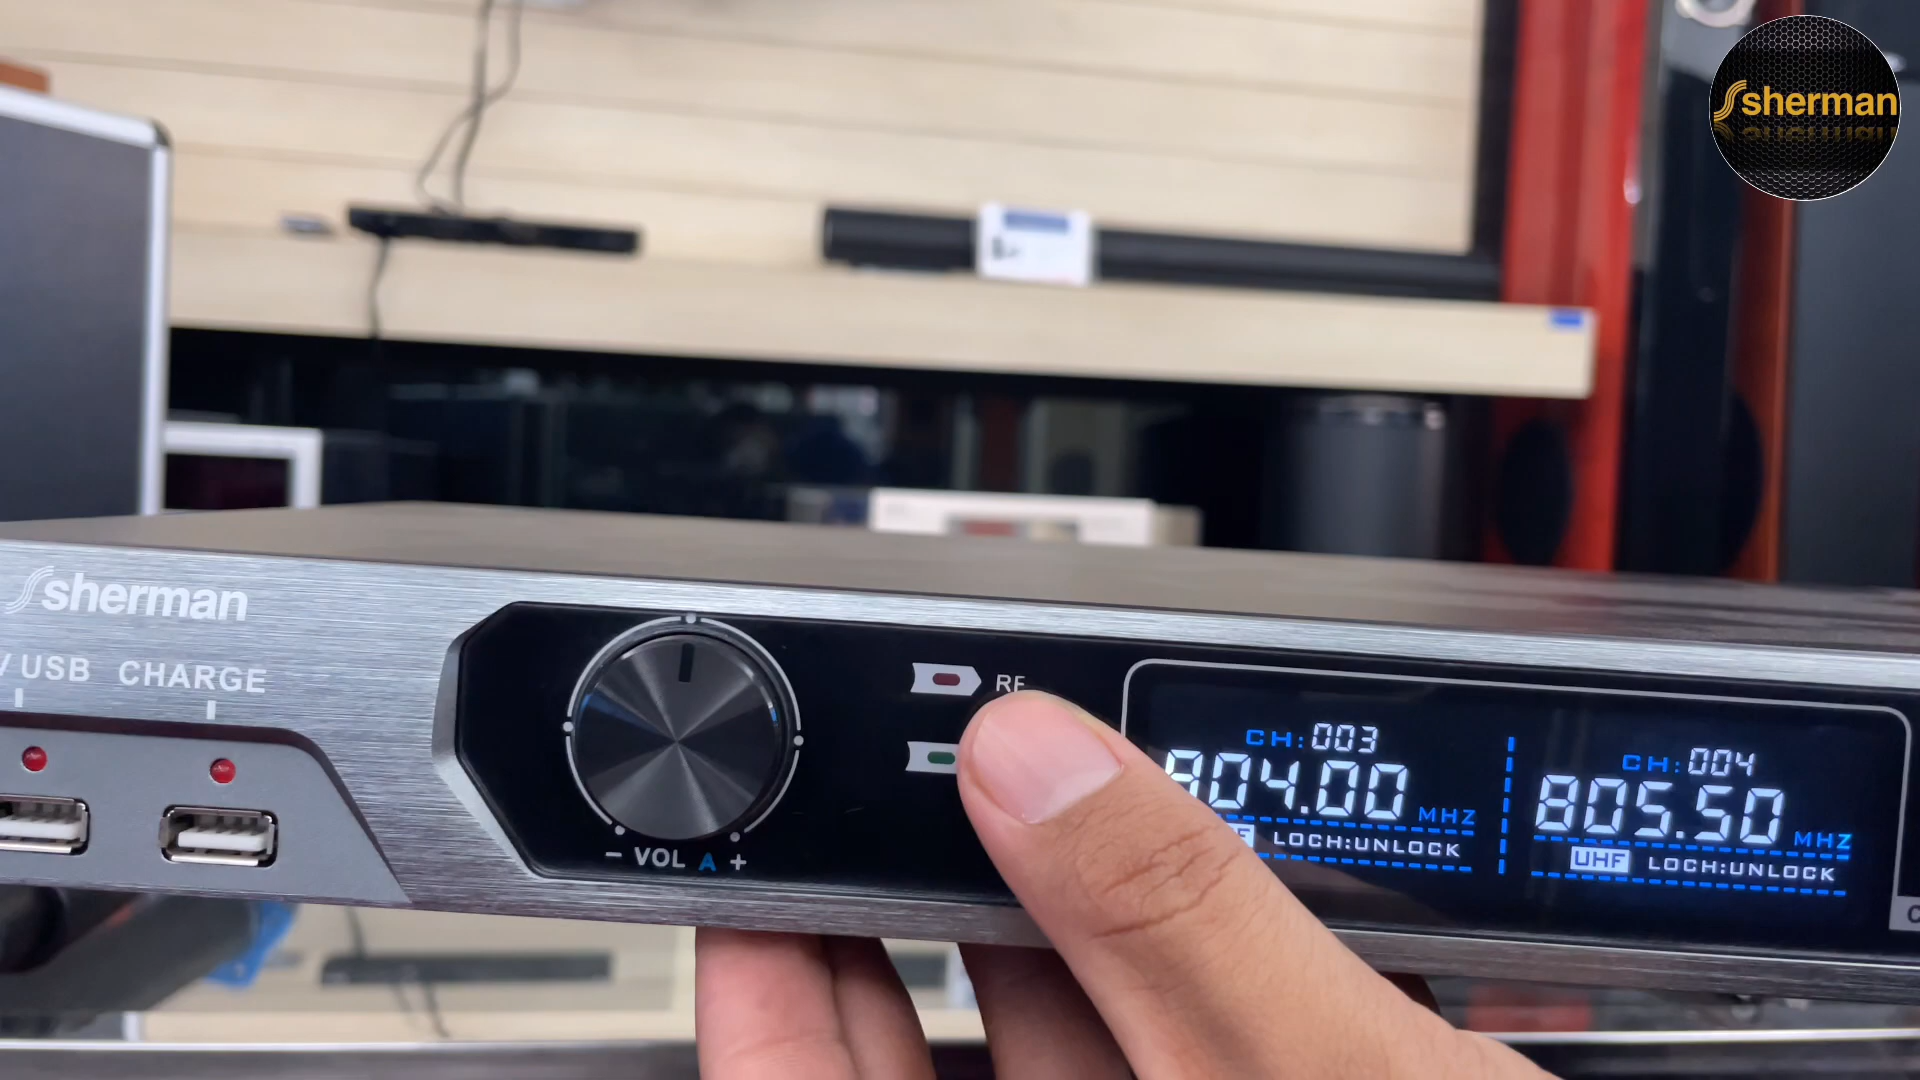 sherman
sherman
V USB
CHARGE
RF
CH:003
804.00 MHZ
LOCH:UNLOCK
CH:004
805.50 MHZ
UHF LOCH:UNLOCK
− VOL A +